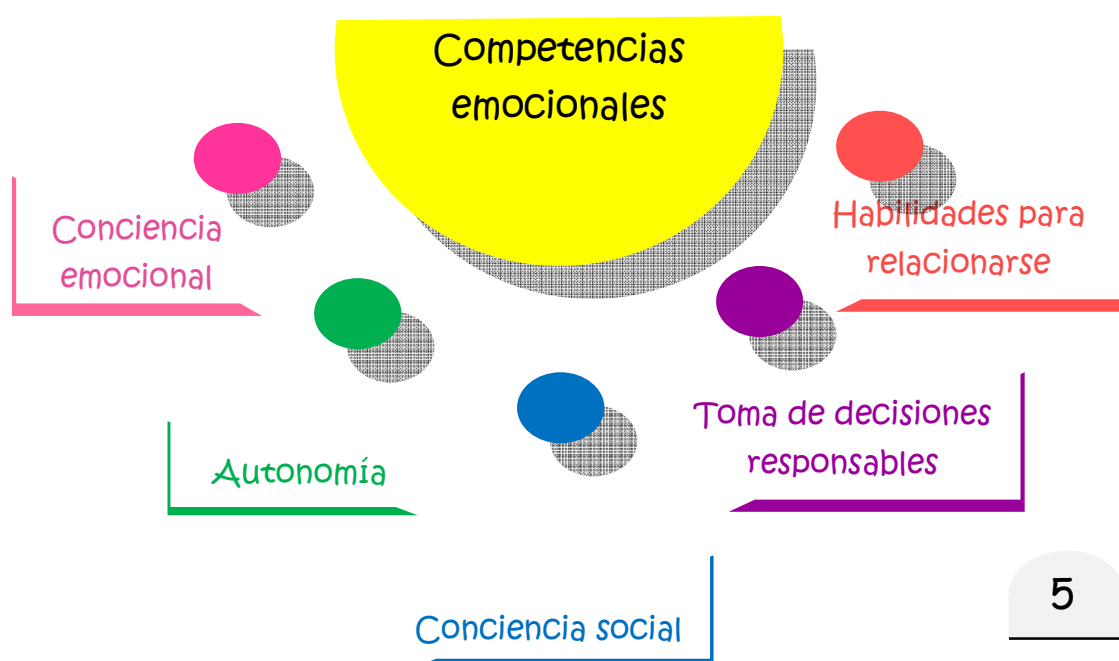 Competencias
emocionales
Conciencia
emocional
Habilidades para
relacionarse
Autonomía
Toma de decisiones
responsables
Conciencia social
5